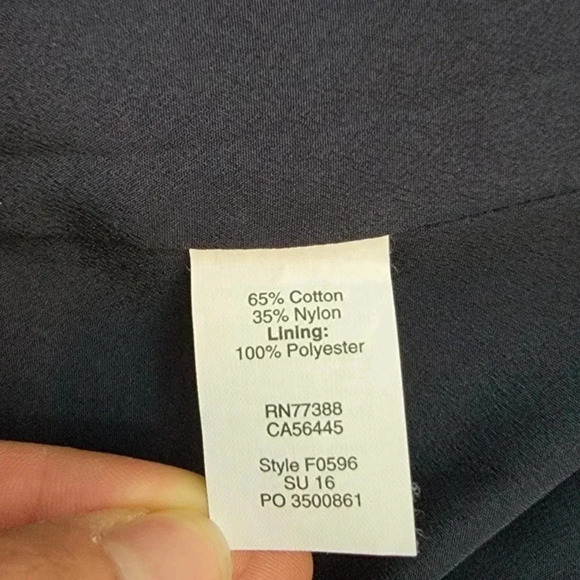 65% Cotton
35% Nylon
Lining:
100% Polyester
RN77388
CA56445
Style F0596
SU 16
PO 3500861